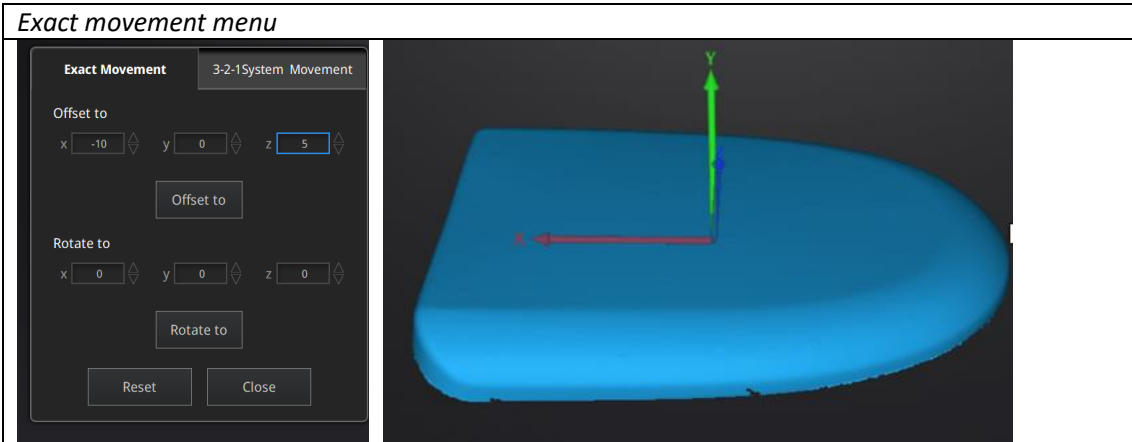 Exact movement menu
Exact Movement 3-2-1System Movement
Offset to
x -10 y 0 z 5
Offset to
Rotate to
x 0 y 0 z 0
Rotate to
Reset Close
Y
X